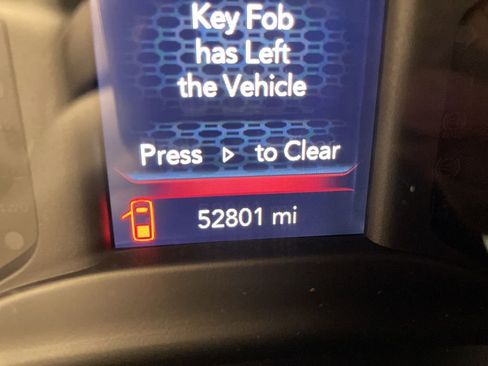 Key Fob
has Left
the Vehicle
Press ▷ to Clear
52801 mi